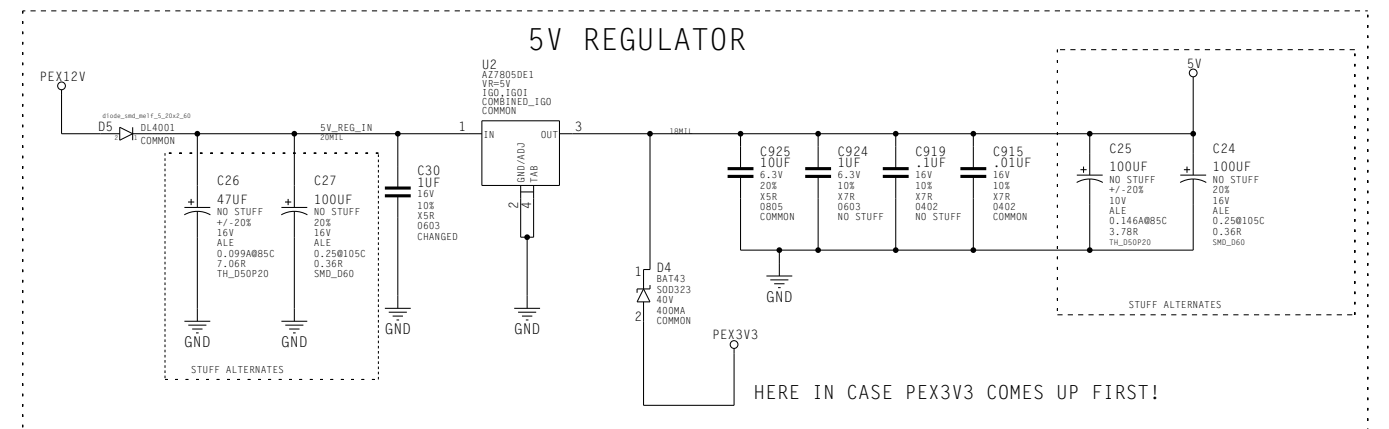 5V REGULATOR
PEX12V
diode_smd_melf_5_20x2_60
D5
DL4001
2
1
COMMON
5V_REG_IN
20MIL
U2
AZ7805DE1
VR=5V
IGO,IGOI
COMBINED_IGO
COMMON
1
IN
OUT
3
GND/ADJ
TAB
2
4
GND
18MIL
C26
47UF
NO STUFF
+/-20%
16V
ALE
0.099A@85C
7.06R
TH_D50P20
+
GND
C27
100UF
NO STUFF
20%
16V
ALE
0.25@105C
0.36R
SMD_D60
+
GND
STUFF ALTERNATES
C30
1UF
16V
10%
X5R
0603
CHANGED
GND
D4
BAT43
SOD323
40V
400MA
COMMON
1
2
PEX3V3
C925
10UF
6.3V
20%
X5R
0805
COMMON
C924
1UF
6.3V
10%
X7R
0603
NO STUFF
C919
.1UF
16V
10%
X7R
0402
NO STUFF
C915
.01UF
16V
10%
X7R
0402
COMMON
GND
5V
C25
100UF
NO STUFF
+/-20%
10V
ALE
0.146A@85C
3.78R
TH_D50P20
+
C24
100UF
NO STUFF
20%
16V
ALE
0.25@105C
0.36R
SMD_D60
+
STUFF ALTERNATES
HERE IN CASE PEX3V3 COMES UP FIRST!